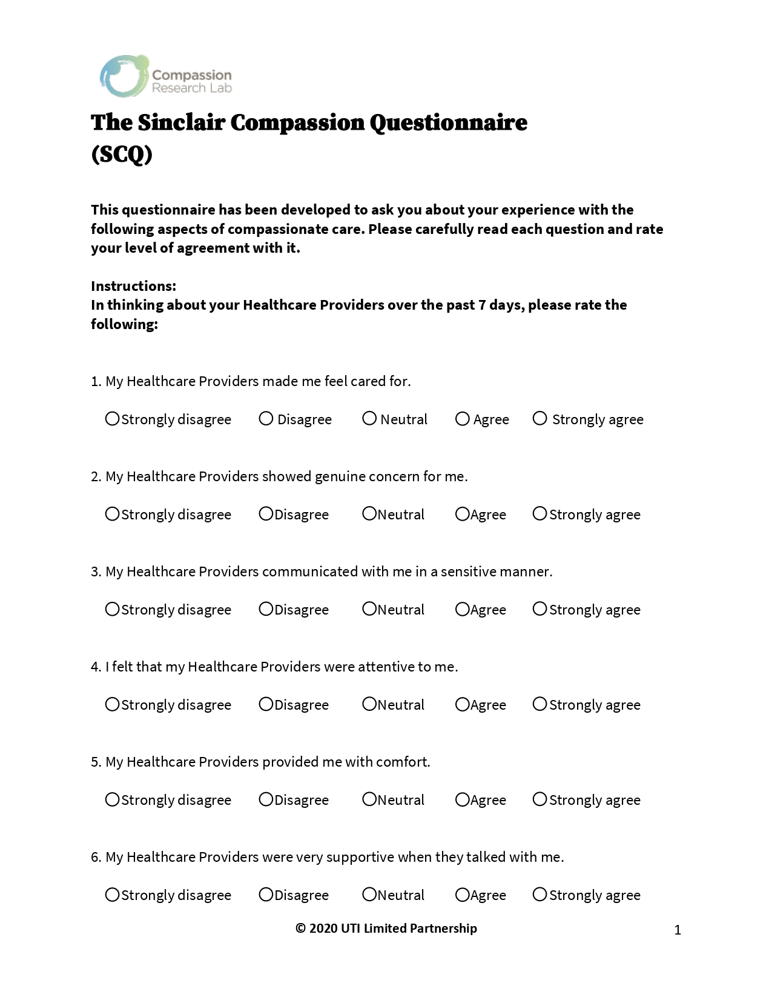 Compassion
Research Lab
The Sinclair Compassion Questionnaire
(SCQ)
This questionnaire has been developed to ask you about your experience with the
following aspects of compassionate care. Please carefully read each question and rate
your level of agreement with it.
Instructions:
In thinking about your Healthcare Providers over the past 7 days, please rate the
following:
1. My Healthcare Providers made me feel cared for.
Strongly disagree Disagree Neutral Agree Strongly agree
2. My Healthcare Providers showed genuine concern for me.
Strongly disagree Disagree Neutral Agree Strongly agree
3. My Healthcare Providers communicated with me in a sensitive manner.
Strongly disagree Disagree Neutral Agree Strongly agree
4. I felt that my Healthcare Providers were attentive to me.
Strongly disagree Disagree Neutral Agree Strongly agree
5. My Healthcare Providers provided me with comfort.
Strongly disagree Disagree Neutral Agree Strongly agree
6. My Healthcare Providers were very supportive when they talked with me.
Strongly disagree Disagree Neutral Agree Strongly agree
© 2020 UTI Limited Partnership 1